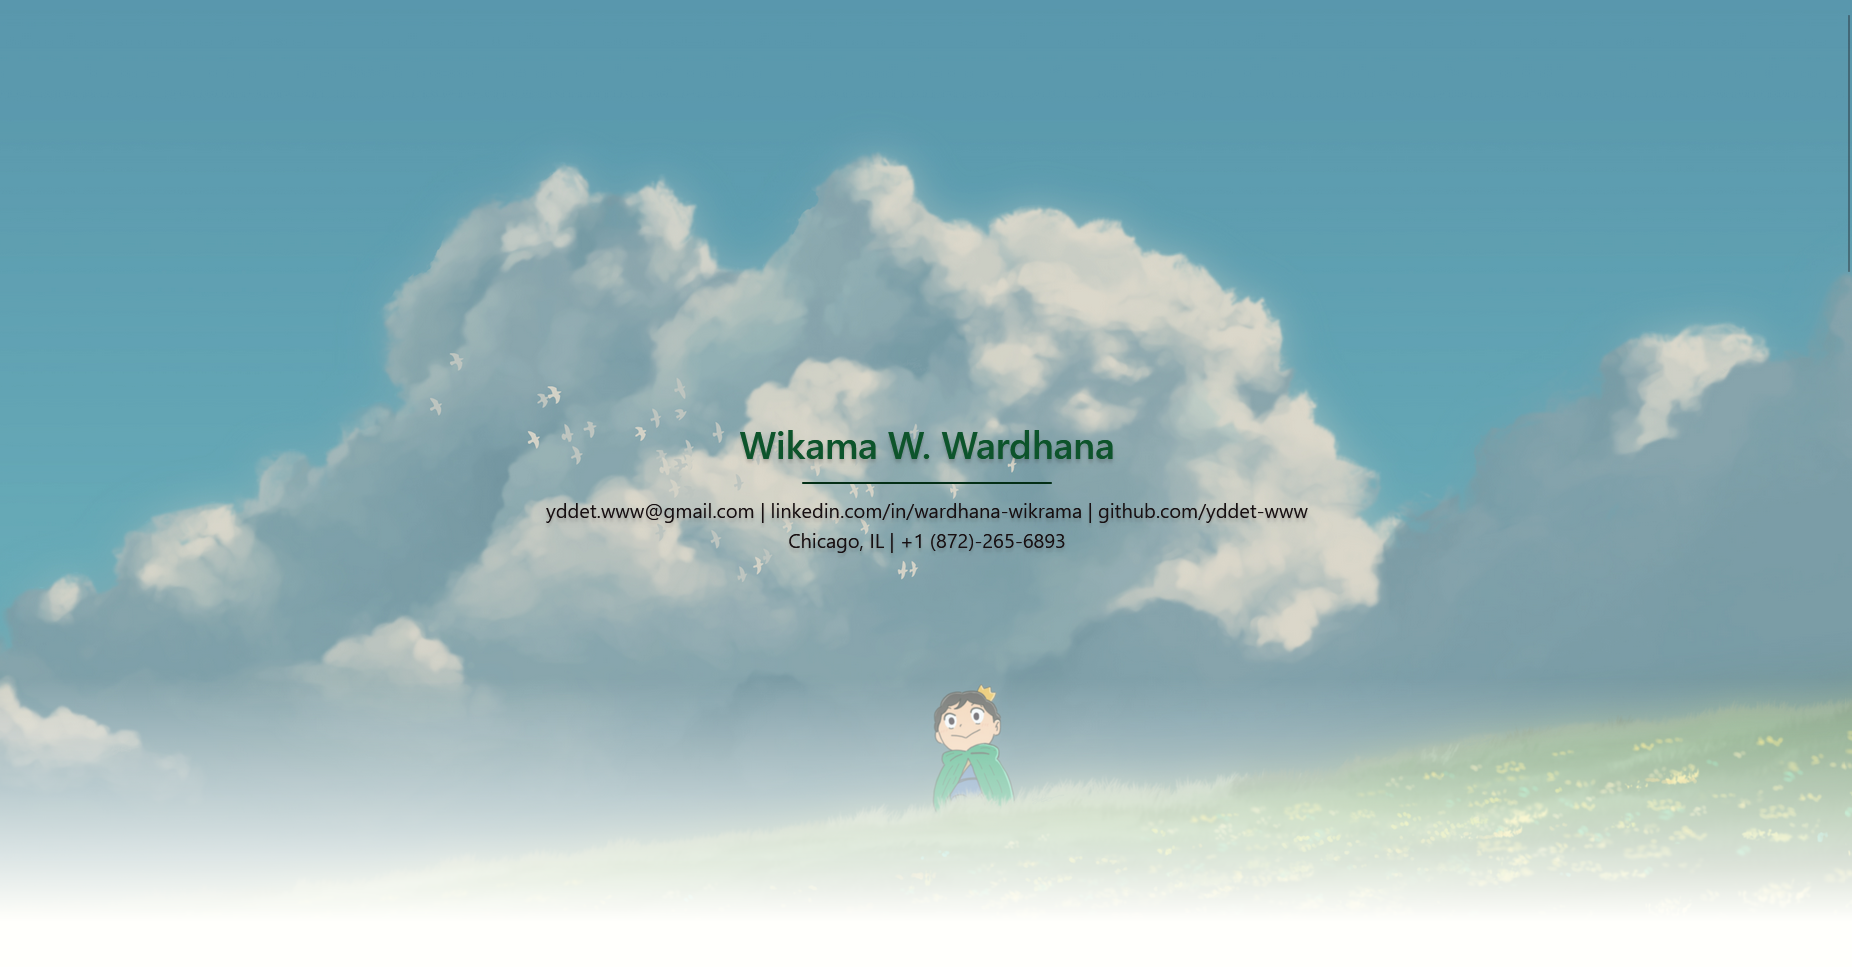 Wikama W. Wardhana
yddet.www@gmail.com | linkedin.com/in/wardhana-wikrama | github.com/yddet-www
Chicago, IL | +1 (872)-265-6893